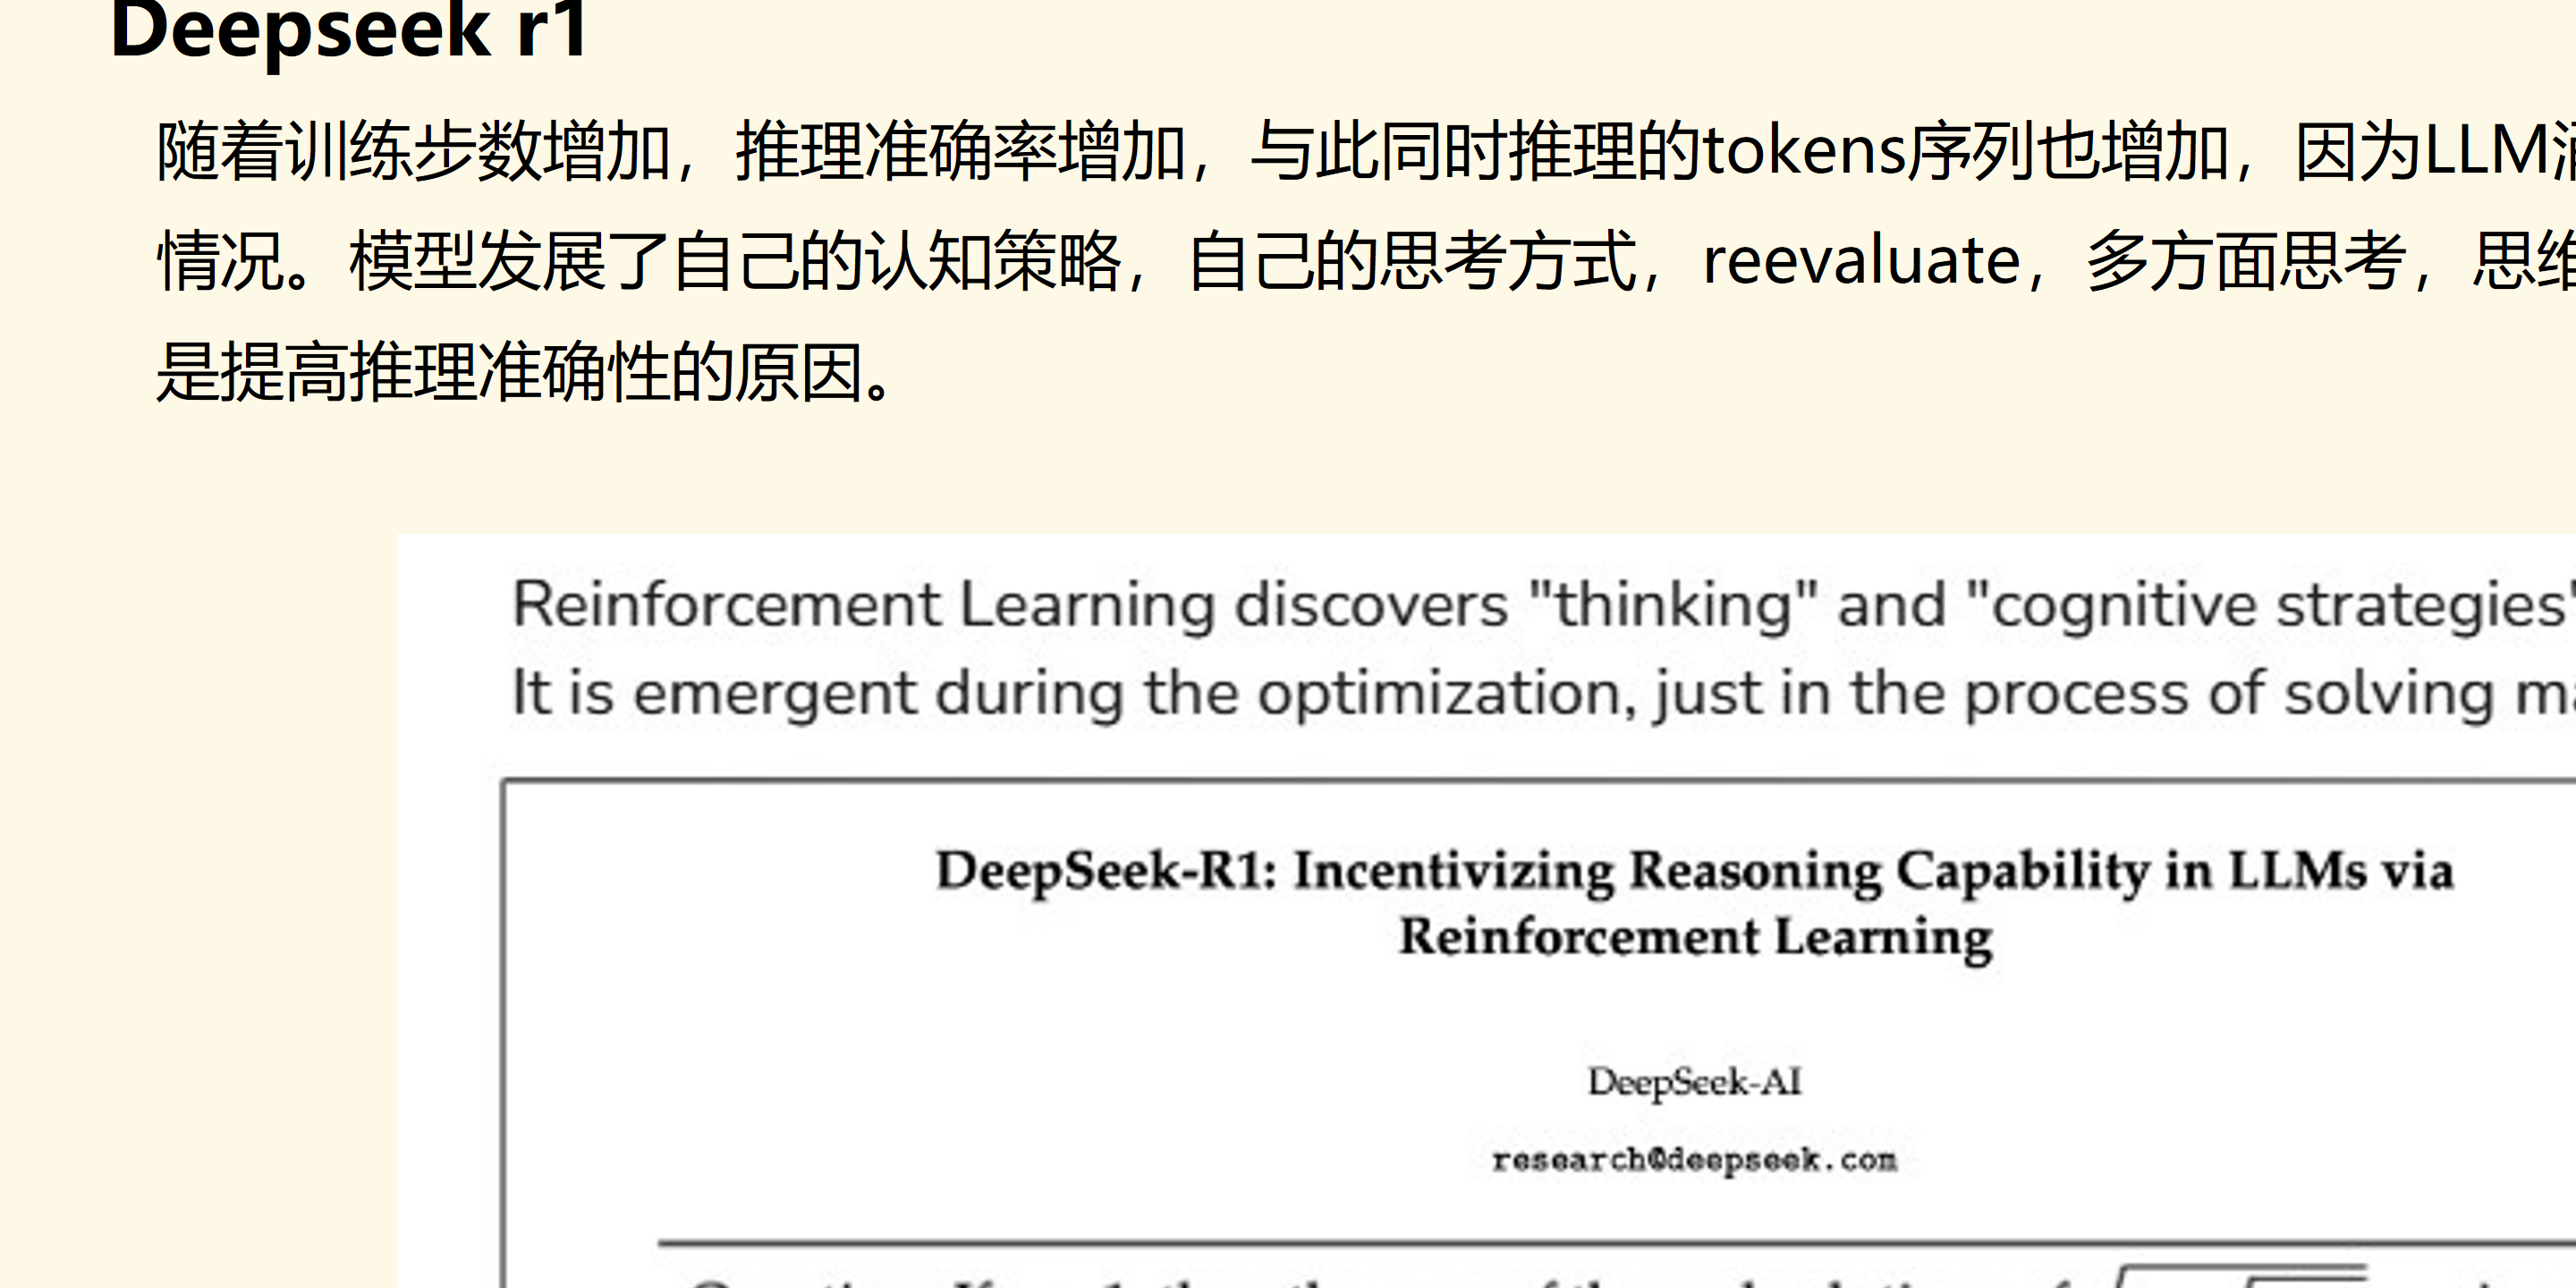 Deepseek r1
随着训练步数增加，推理准确率增加，与此同时推理的tokens序列也增加，因为LLM
情况。模型发展了自己的认知策略，自己的思考方式，reevaluate，多方面思考，思维
是提高推理准确性的原因。
Reinforcement Learning discovers "thinking" and "cognitive strategies"
It is emergent during the optimization, just in the process of solving
DeepSeek-R1: Incentivizing Reasoning Capability in LLMs via
Reinforcement Learning
DeepSeek-AI
research@deepseek.com